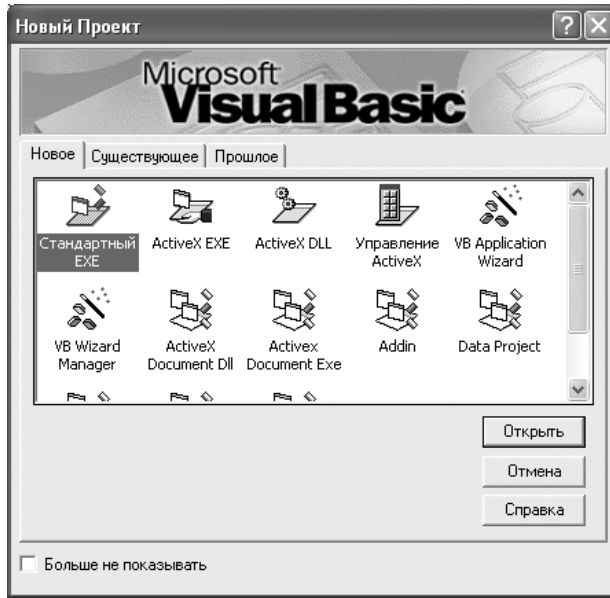 Новый Проект
Microsoft
Visual Basic
Новое Существующее Прошлое
Стандартный EXE
ActiveX EXE
ActiveX DLL
Управление ActiveX
VB Application Wizard
VB Wizard Manager
ActiveX Document Dll
Activex Document Exe
Addin
Data Project
Открыть
Отмена
Справка
Больше не показывать